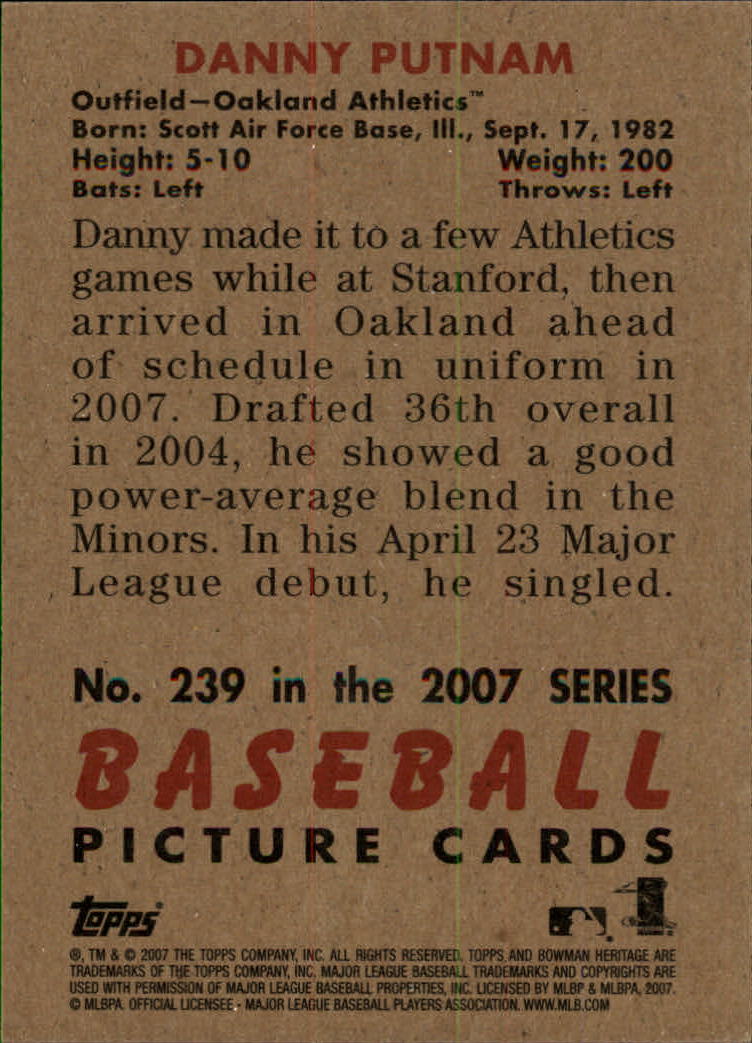 DANNY PUTNAM
Outfield—Oakland Athletics™
Born: Scott Air Force Base, Ill., Sept. 17, 1982
Height: 5-10 Weight: 200
Bats: Left Throws: Left
Danny made it to a few Athletics
games while at Stanford, then
arrived in Oakland ahead
of schedule in uniform in
2007. Drafted 36th overall
in 2004, he showed a good
power-average blend in the
Minors. In his April 23 Major
League debut, he singled.
No. 239 in the 2007 SERIES
BASEBALL
PICTURE CARDS
Topps
®, TM & © 2007 THE TOPPS COMPANY, INC. ALL RIGHTS RESERVED. TOPPS AND BOWMAN HERITAGE ARE
TRADEMARKS OF THE TOPPS COMPANY, INC. MAJOR LEAGUE BASEBALL TRADEMARKS AND COPYRIGHTS ARE
USED WITH PERMISSION OF MAJOR LEAGUE BASEBALL PROPERTIES, INC. LICENSED BY MLBP & MLBPA, 2007.
© MLBPA. OFFICIAL LICENSEE - MAJOR LEAGUE BASEBALL PLAYERS ASSOCIATION. WWW.MLB.COM